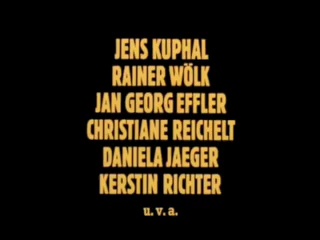 JENS KUPHAL
RAINER WÖLK
JAN GEORG EFFLER
CHRISTIANE REICHELT
DANIELA JAEGER
KERSTIN RICHTER
u. v. a.